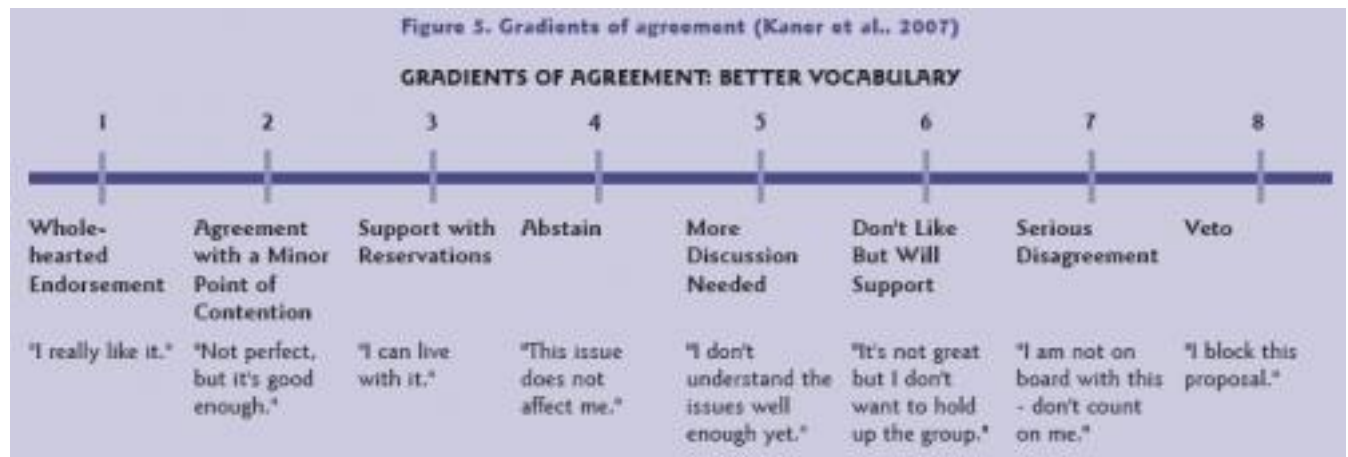 Figure 5. Gradients of agreement (Kaner et al., 2007)
GRADIENTS OF AGREEMENT: BETTER VOCABULARY
1 2 3 4 5 6 7 8
Whole-
hearted
Endorsement
"I really like it."
Agreement
with a Minor
Point of
Contention
"Not perfect,
but it's good
enough."
Support with
Reservations
"I can live
with it."
Abstain
"This issue
does not
affect me."
More
Discussion
Needed
"I don't
understand the
issues well
enough yet."
Don't Like
But Will
Support
"It's not great
but I don't
want to hold
up the group."
Serious
Disagreement
"I am not on
board with this
- don't count
on me."
Veto
"I block this
proposal."